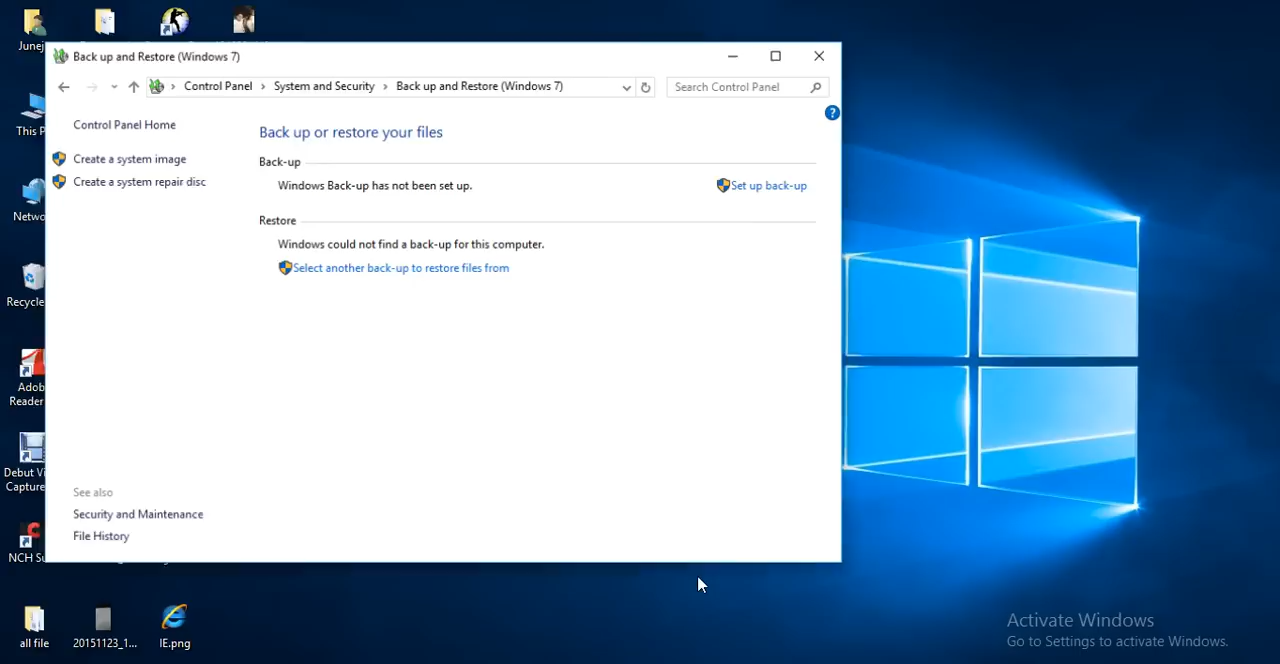 Junej
Back up and Restore (Windows 7)
Control Panel > System and Security > Back up and Restore (Windows 7)
Search Control Panel
?
Control Panel Home
Create a system image
Create a system repair disc
Back up or restore your files
Back-up
Windows Back-up has not been set up.
Set up back-up
Restore
Windows could not find a back-up for this computer.
Select another back-up to restore files from
See also
Security and Maintenance
File History
This P
Netwo
Recycle
Adob
Reader
Debut Vi
Capture
NCH Su
all file
20151123_1...
IE.png
Activate Windows
Go to Settings to activate Windows.